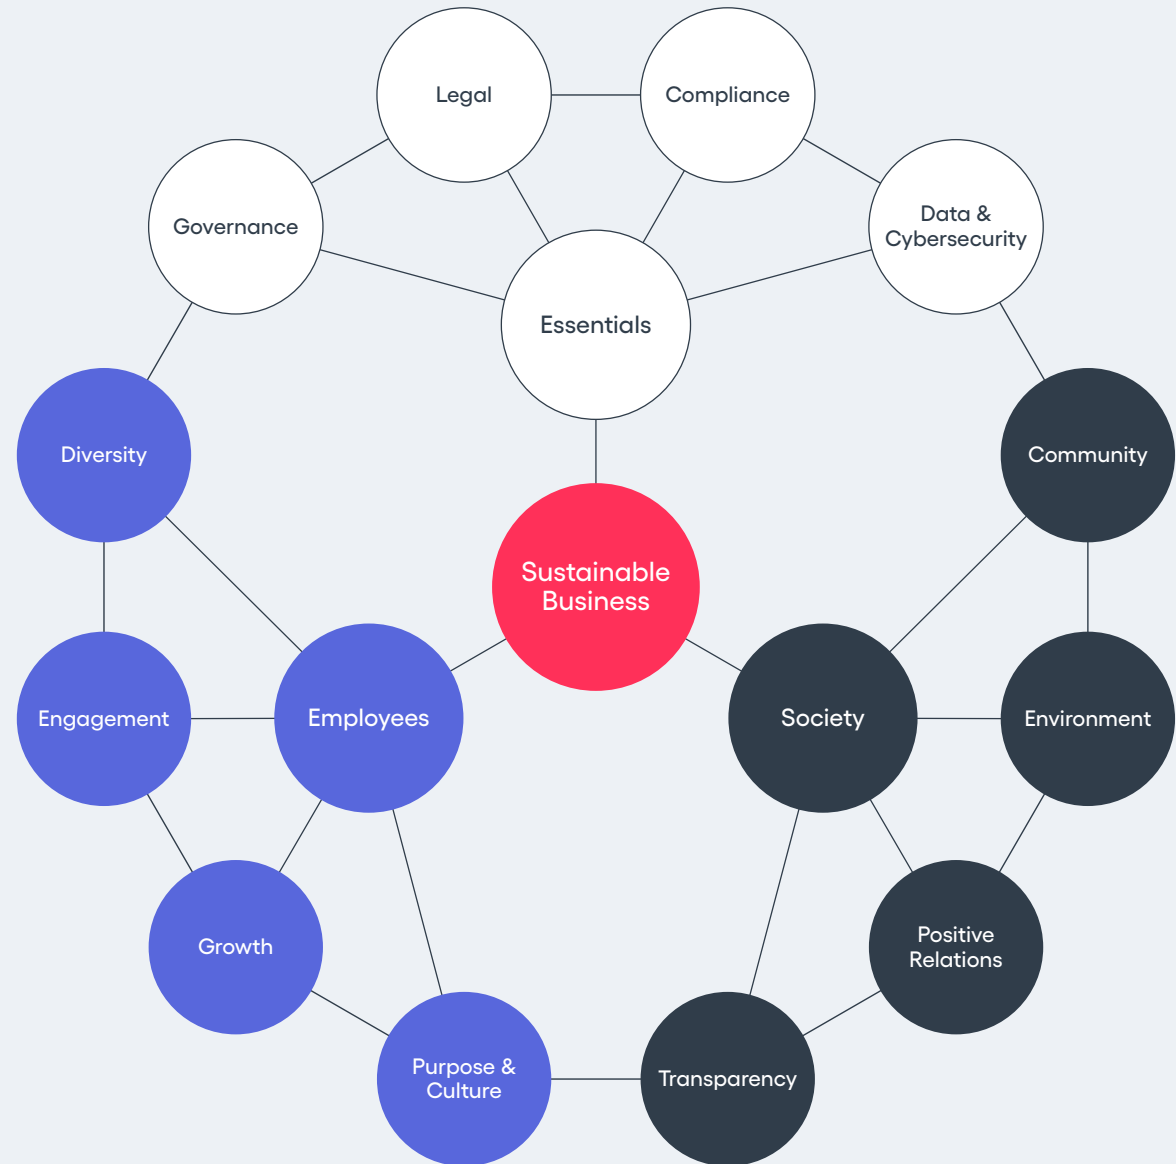 Legal
Compliance
Governance
Data &
Cybersecurity
Essentials
Diversity
Community
Sustainable
Business
Engagement
Employees
Society
Environment
Growth
Positive
Relations
Purpose &
Culture
Transparency